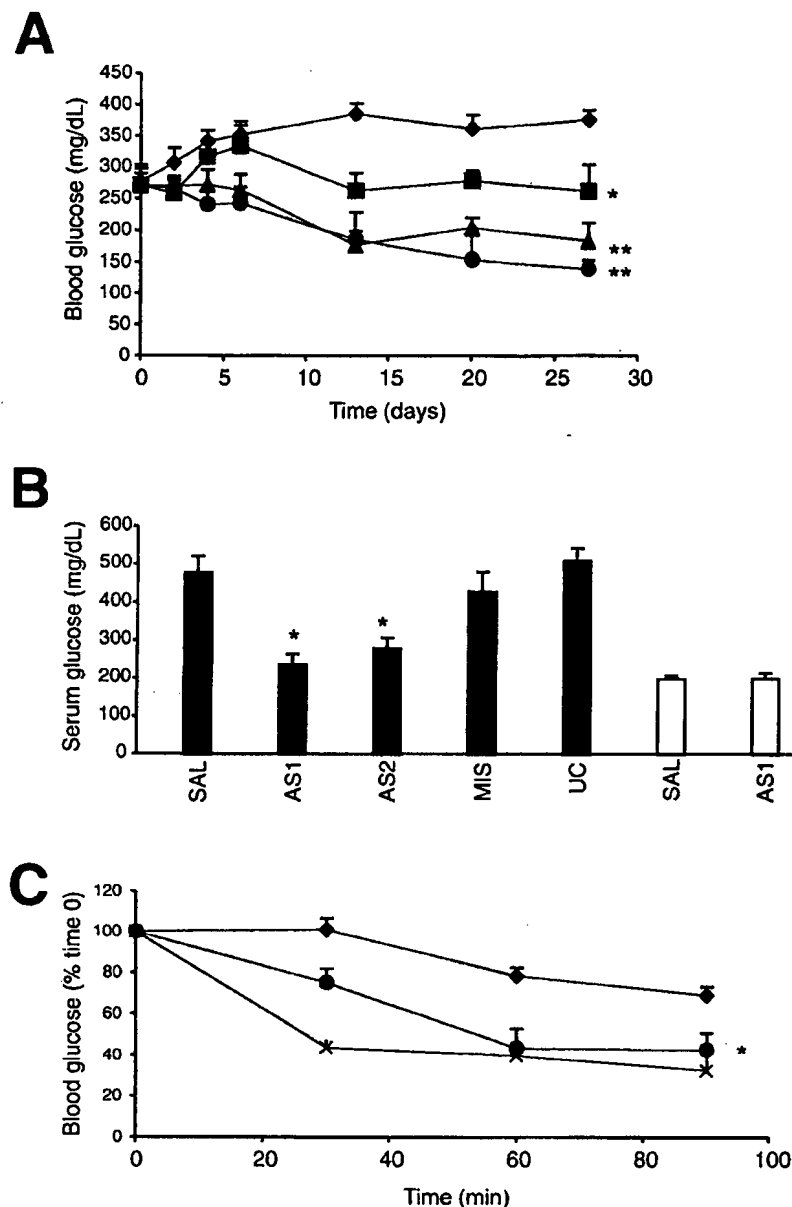 A
Blood glucose (mg/dL)
450
400
350
300
250
200
150
100
50
0
*
**
**
0 5 10 15 20 25 30
Time (days)
B
Serum glucose (mg/dL)
600
500
400
300
200
100
0
* *
SAL AS1 AS2 MIS UC SAL AS1
C
Blood glucose (% time 0)
120
100
80
60
40
20
0
*
0 20 40 60 80 100
Time (min)